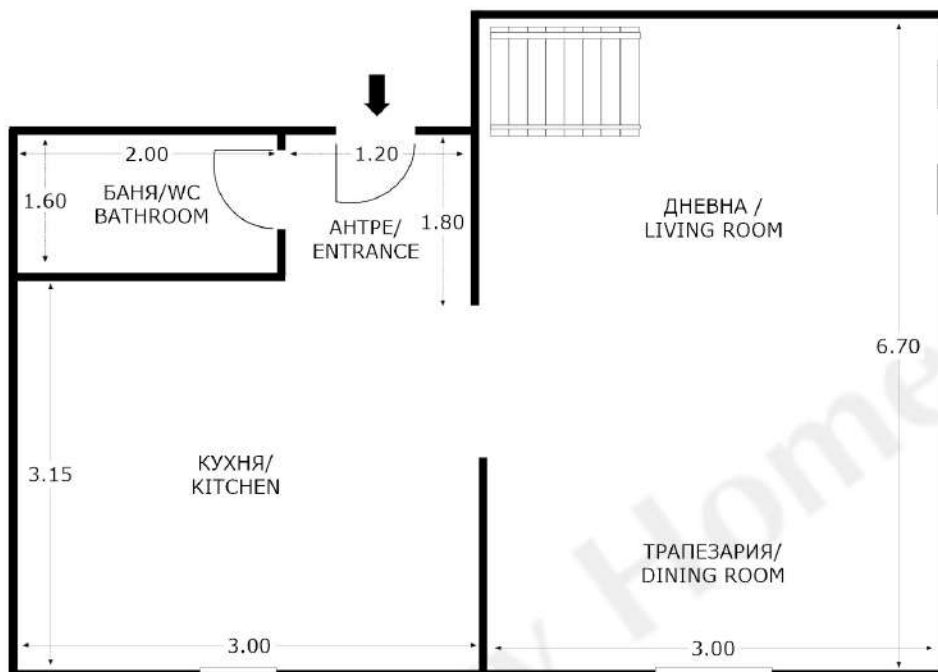 2.00
1.20
1.60
БАНЯ/WC
BATHROOM
АНТРЕ/
ENTRANCE
1.80
ДНЕВНА /
LIVING ROOM
6.70
3.15
КУХНЯ/
KITCHEN
ТРАПЕЗАРИЯ/
DINING ROOM
3.00
3.00
y Home